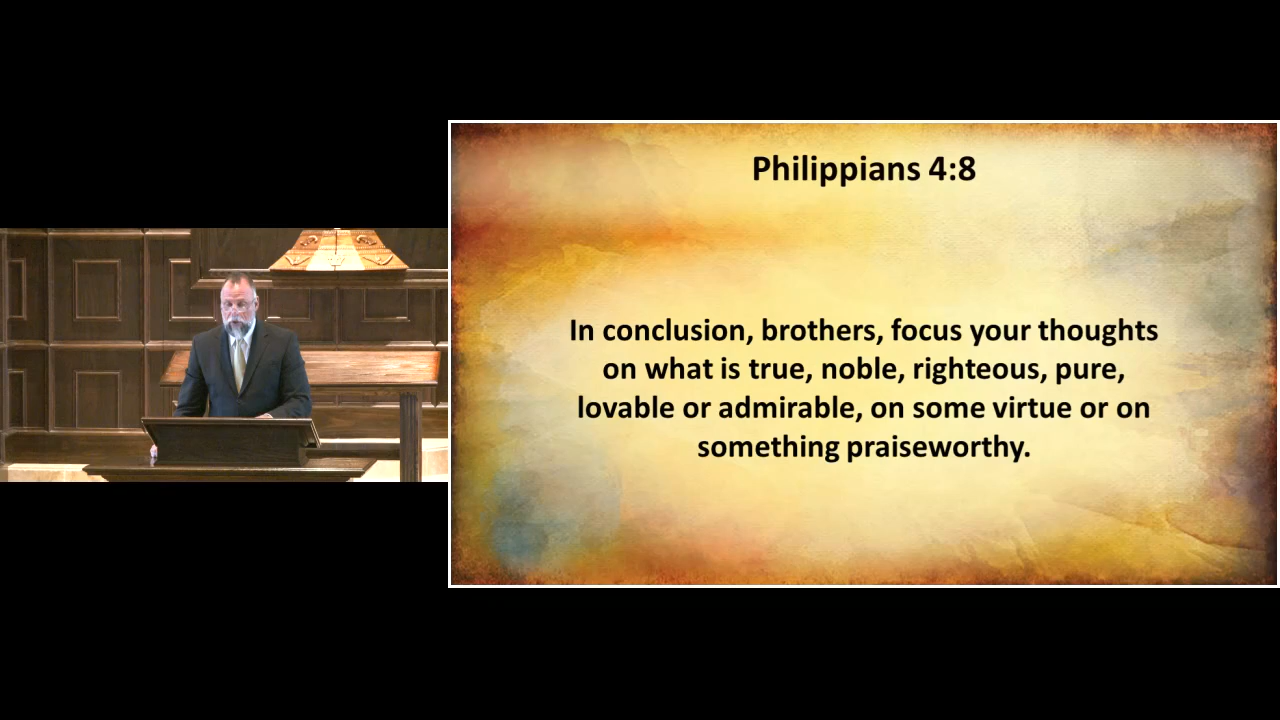 Philippians 4:8
In conclusion, brothers, focus your thoughts
on what is true, noble, righteous, pure,
lovable or admirable, on some virtue or on
something praiseworthy.